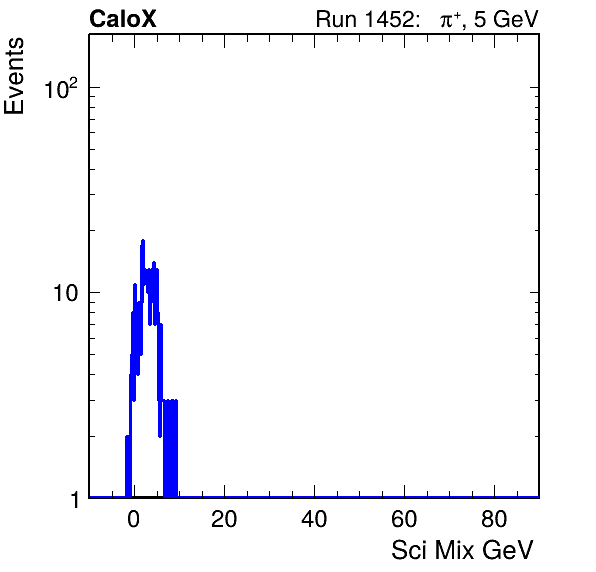 CaloX Run 1452: π⁺, 5 GeV
Events
10²
10
1
0 20 40 60 80
Sci Mix GeV